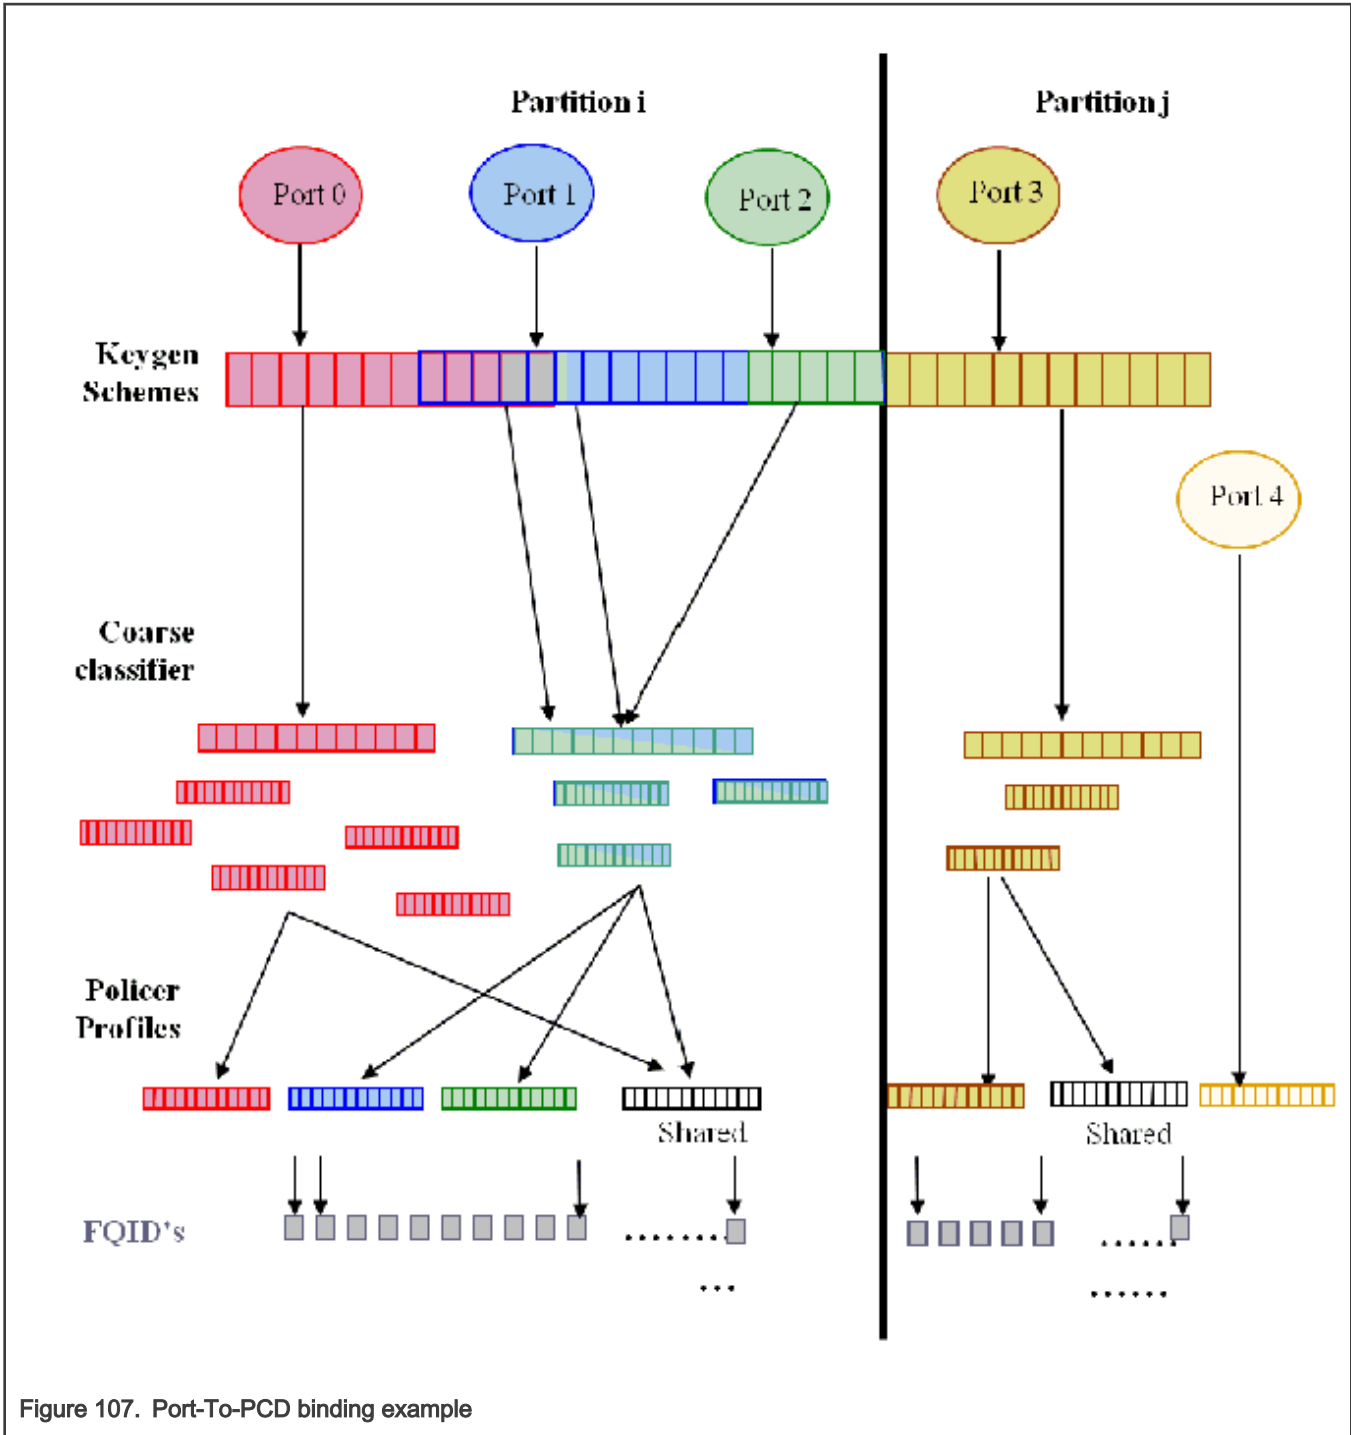 Partition i
Partition j
Port 0
Port 1
Port 2
Port 3
Keygen
Schemes
Port 4
Coarse
classifier
Policer
Profiles
Shared
Shared
FQID's
........
......
...
......
Figure 107. Port-To-PCD binding example